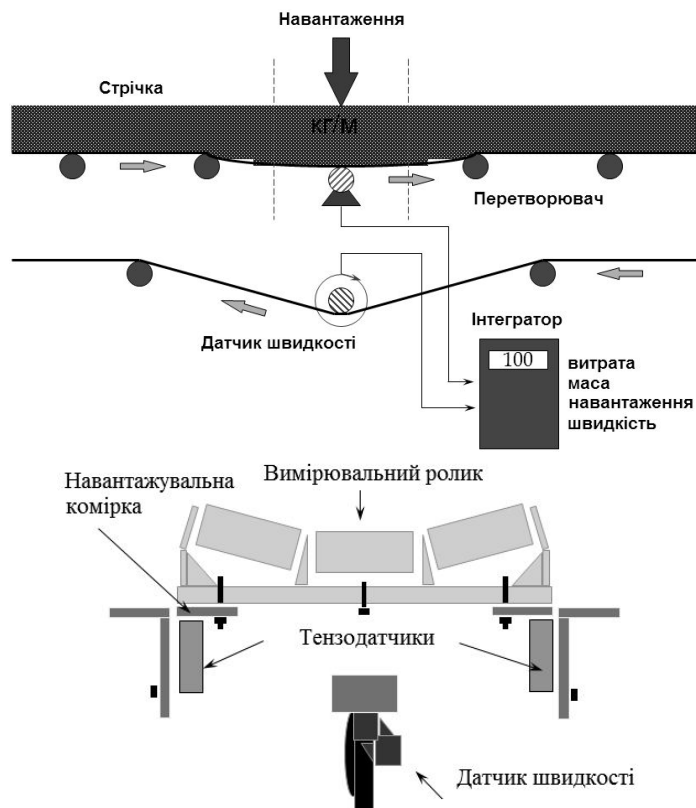 Навантаження
Стрічка
КГ/М
Перетворювач
Датчик швидкості
Інтегратор
100
витрата
маса
навантаження
швидкість
Навантажувальна
комірка
Вимірювальний ролик
Тензодатчики
Датчик швидкості